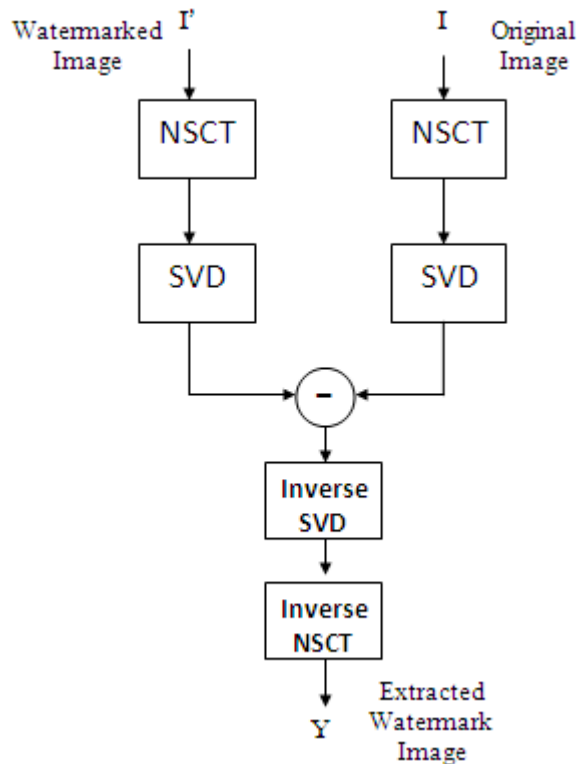 Watermarked
Image
I'
I
Original
Image
NSCT
NSCT
SVD
SVD
-
Inverse
SVD
Inverse
NSCT
Y
Extracted
Watermark
Image